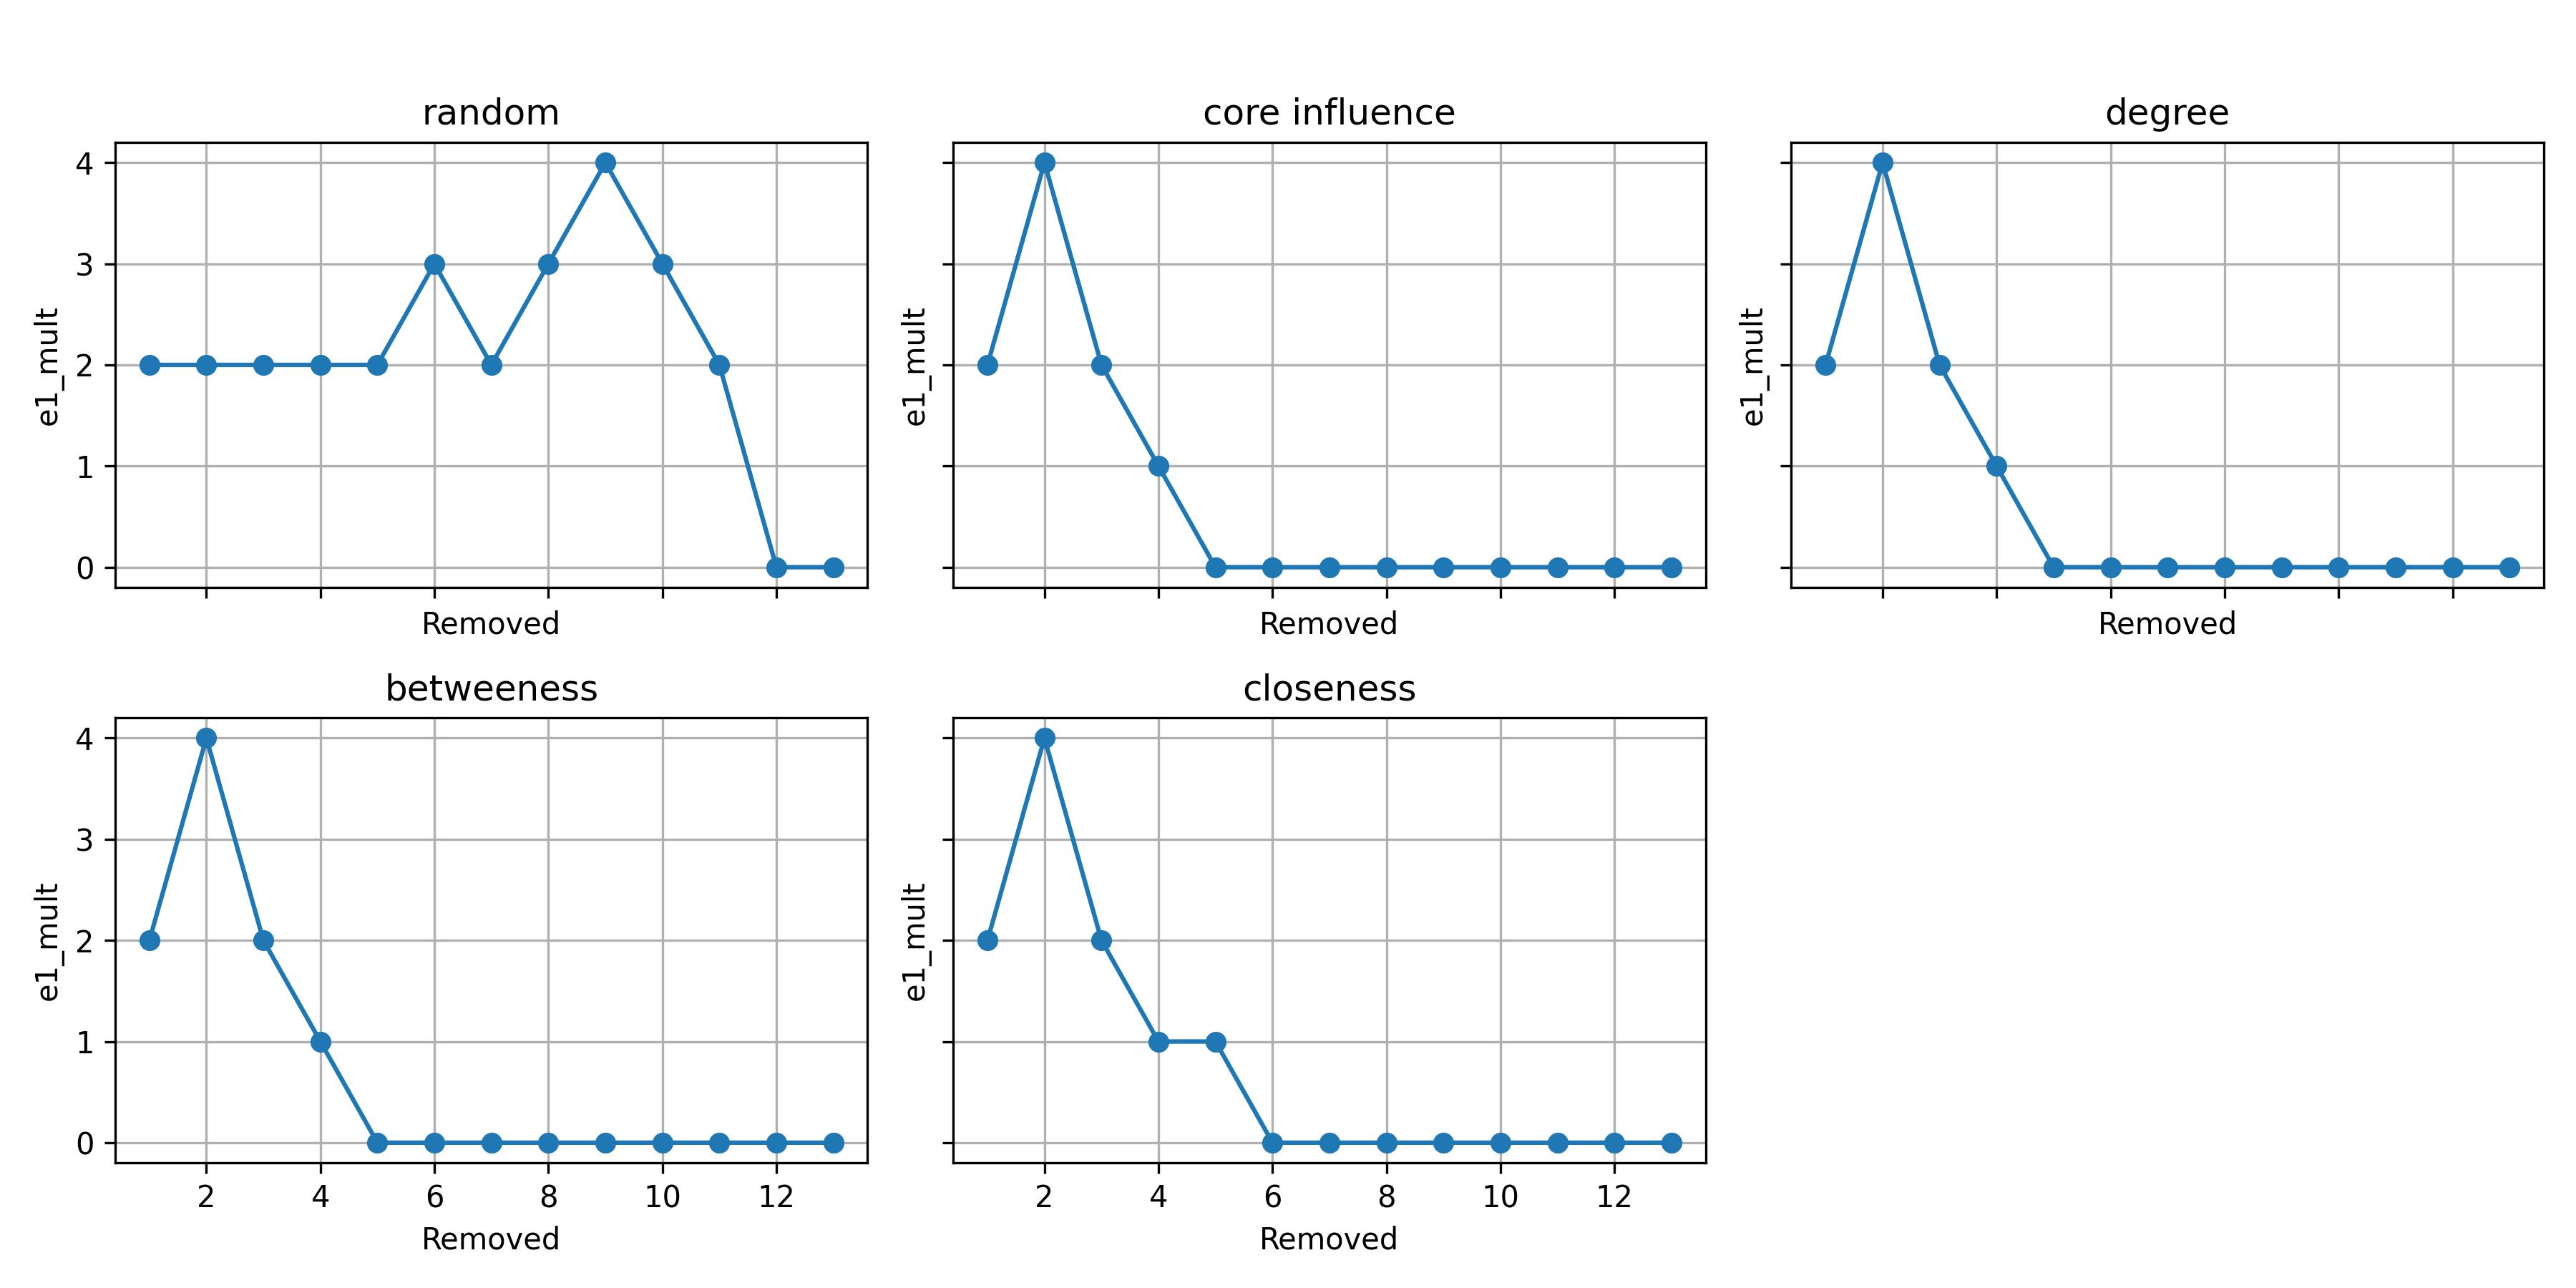 random
core influence
degree
4
3
2
1
0
e1_mult
e1_mult
e1_mult
Removed
Removed
Removed
betweeness
closeness
4
3
2
1
0
e1_mult
e1_mult
2 4 6 8 10 12
2 4 6 8 10 12
Removed
Removed